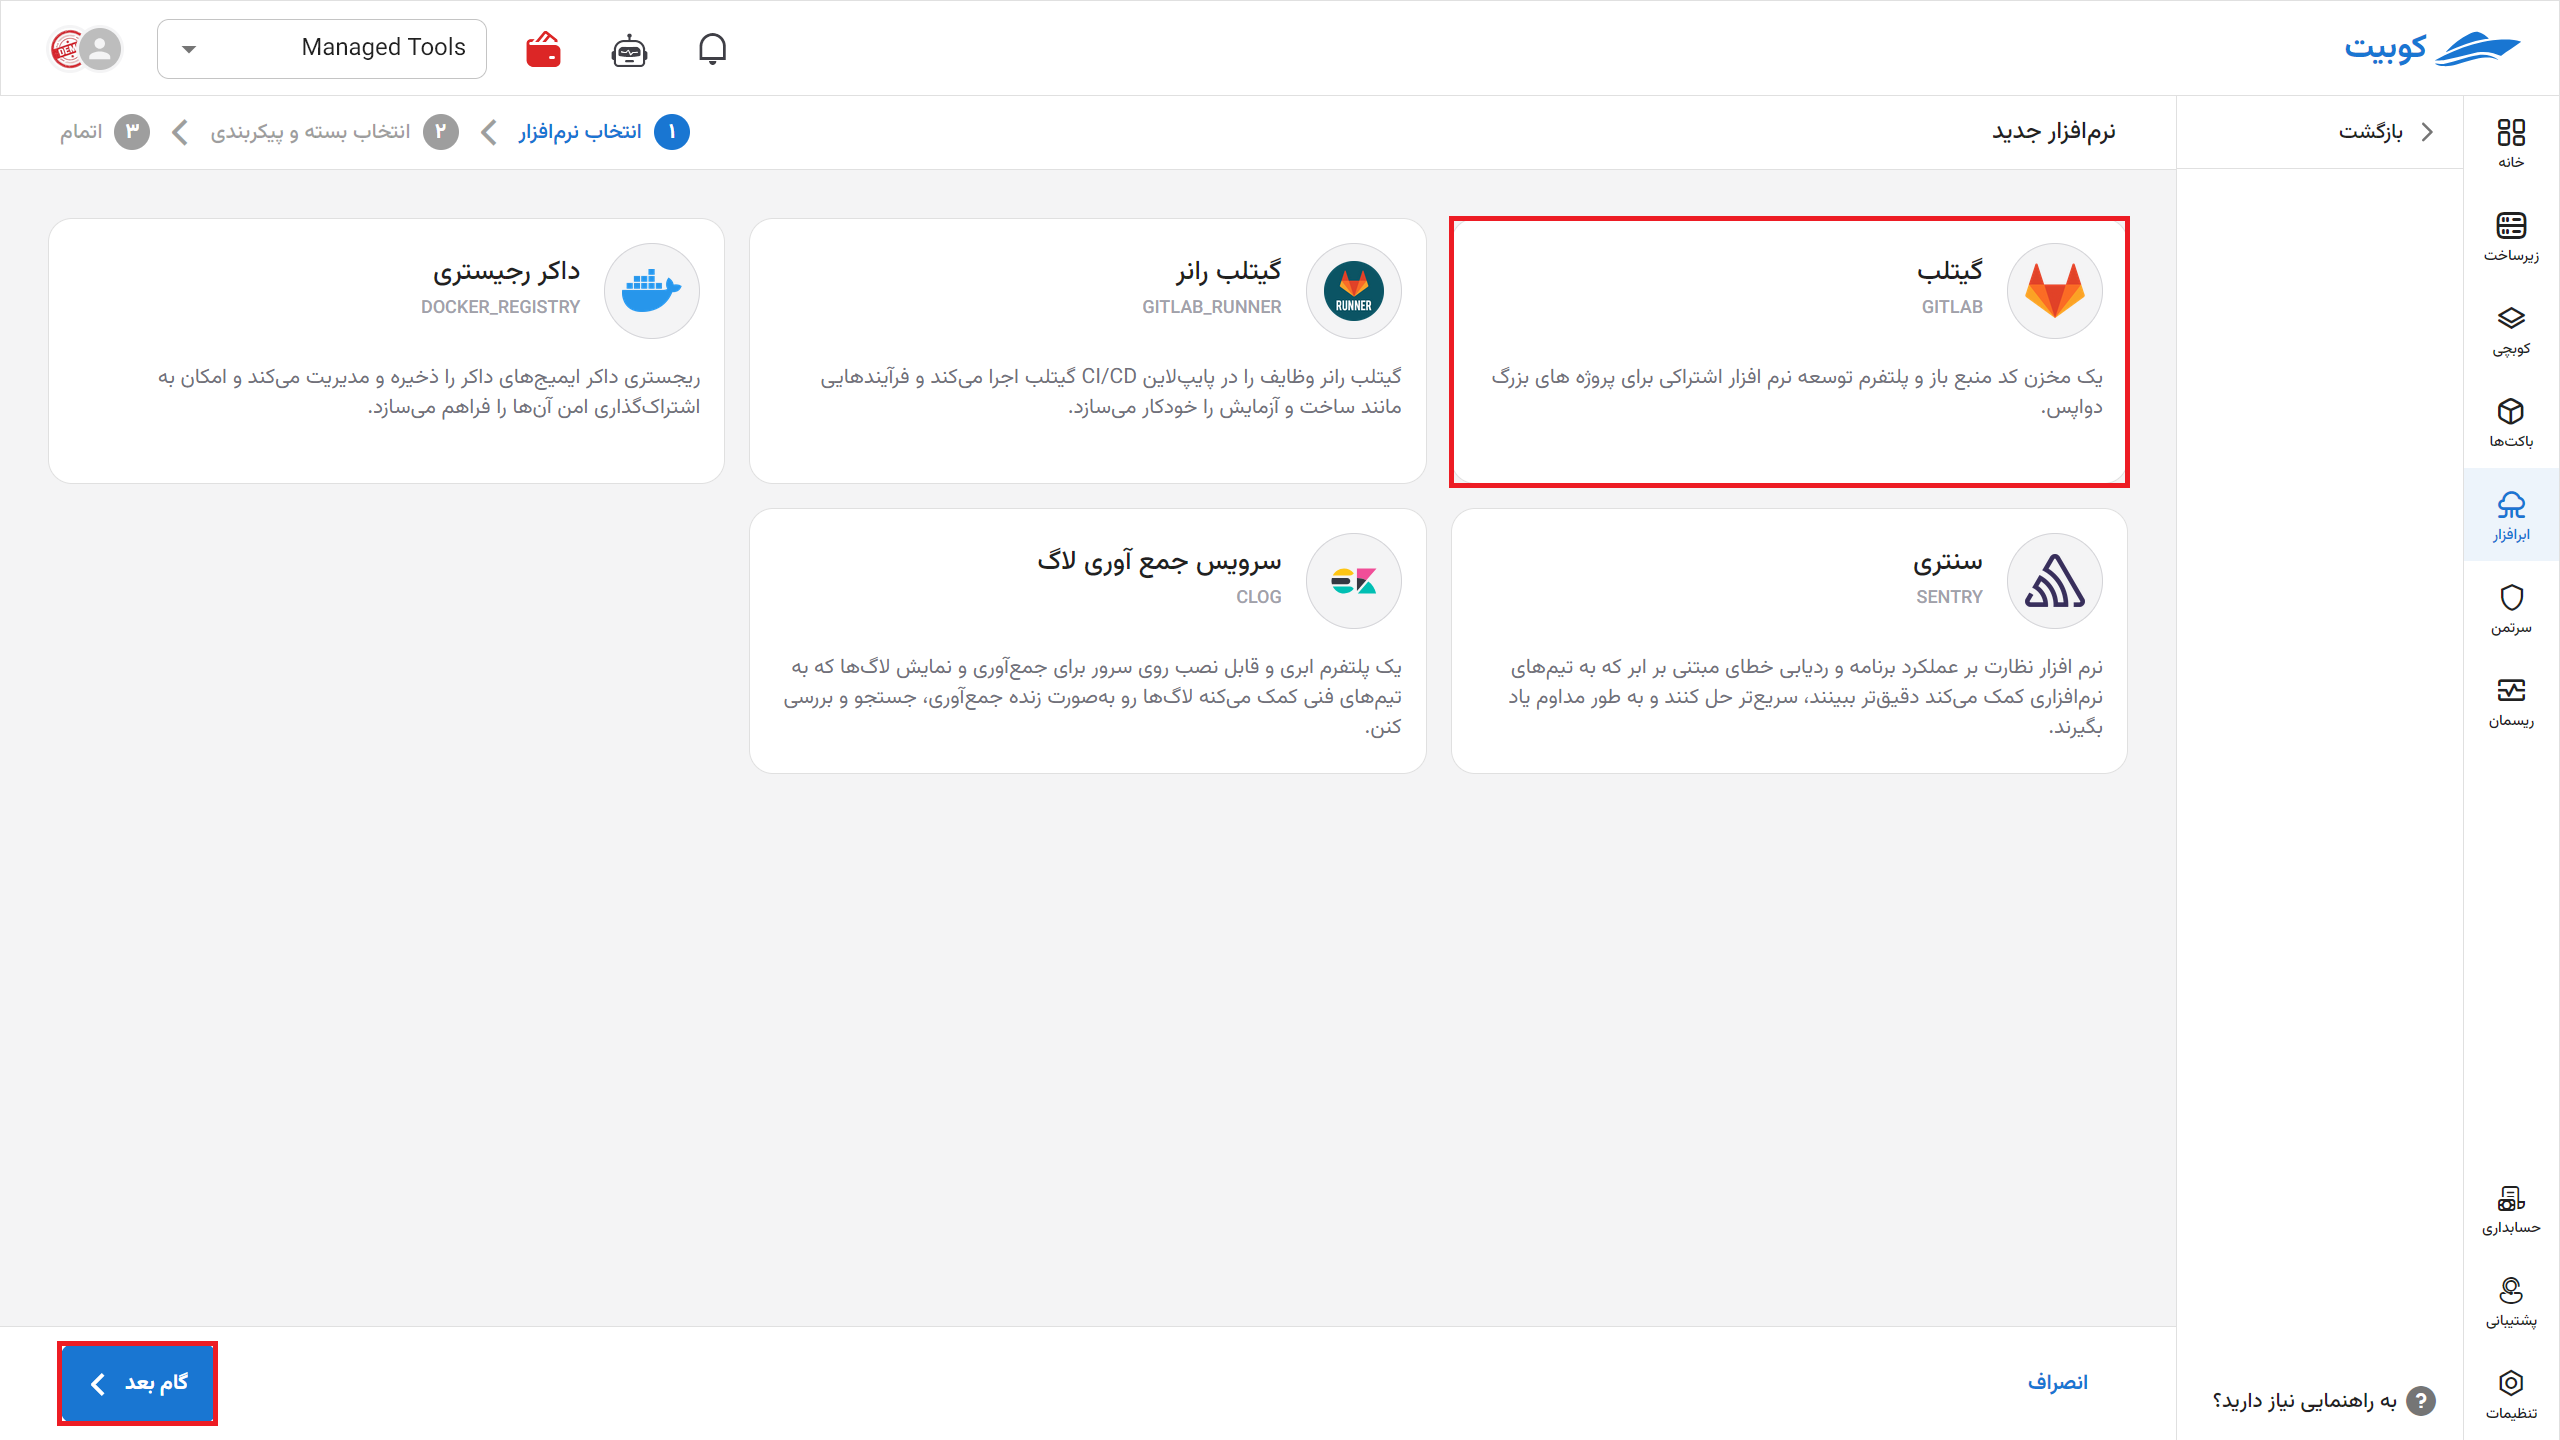 کوبیت
Managed Tools
DEMO
بازگشت
نرم‌افزار جدید
۱ انتخاب نرم‌افزار
۲ انتخاب بسته و پیکربندی
۳ اتمام
خانه
زیرساخت
کوبچی
باکت‌ها
ابرافزار
سرتمن
ریسمان
حسابداری
پشتیبانی
تنظیمات
گیتلب
GITLAB
یک مخزن کد منبع باز و پلتفرم توسعه نرم افزار اشتراکی برای پروژه های بزرگ
دواپس.
گیتلب رانر
GITLAB_RUNNER
RUNNER
گیتلب رانر وظایف را در پایپ‌لاین CI/CD گیتلب اجرا می‌کند و فرآیندهایی
مانند ساخت و آزمایش را خودکار می‌سازد.
داکر رجیستری
DOCKER_REGISTRY
ریجستری داکر ایمیج‌های داکر را ذخیره و مدیریت می‌کند و امکان به
اشتراک‌گذاری امن آن‌ها را فراهم می‌سازد.
سنتری
SENTRY
نرم افزار نظارت بر عملکرد برنامه و ردیابی خطای مبتنی بر ابر که به تیم‌های
نرم‌افزاری کمک می‌کند دقیق‌تر ببینند، سریع‌تر حل کنند و به طور مداوم یاد
بگیرند.
سرویس جمع آوری لاگ
CLOG
یک پلتفرم ابری و قابل نصب روی سرور برای جمع‌آوری و نمایش لاگ‌ها که به
تیم‌های فنی کمک می‌کنه لاگ‌ها رو به‌صورت زنده جمع‌آوری، جستجو و بررسی
کنن.
به راهنمایی نیاز دارید؟
انصراف
گام بعد